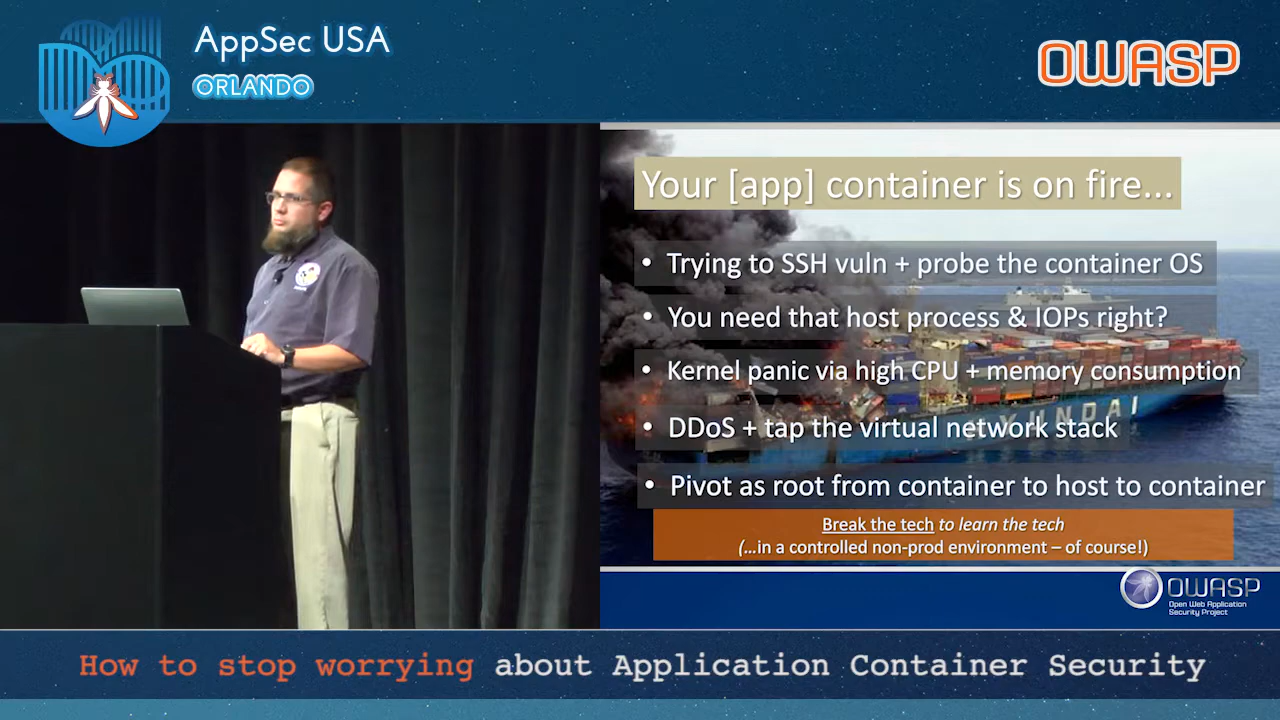 AppSec USA
ORLANDO
OWASP
Your [app] container is on fire...
• Trying to SSH vuln + probe the container OS
• You need that host process & IOPs right?
• Kernel panic via high CPU + memory consumption
• DDoS + tap the virtual network stack
• Pivot as root from container to host to container
YUNDAI
Break the tech to learn the tech
(...in a controlled non-prod environment – of course!)
OWASP
Open Web Application
Security Project
How to stop worrying about Application Container Security